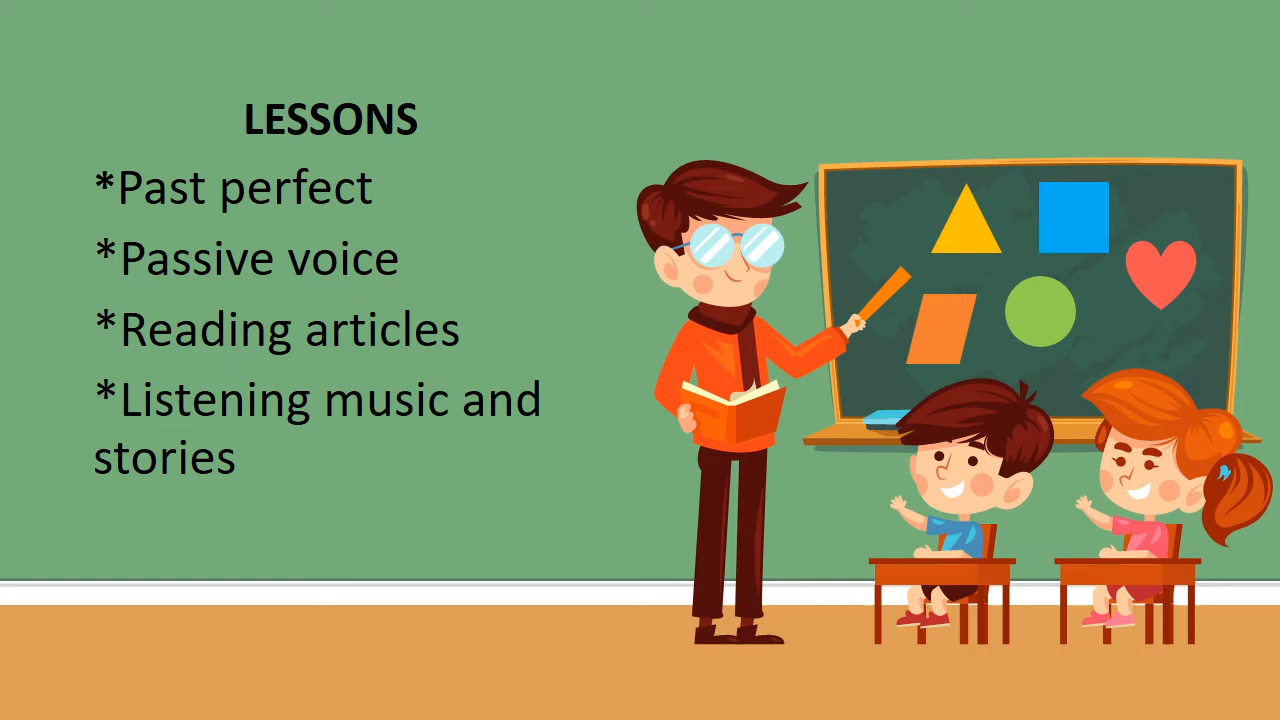 LESSONS
*Past perfect
*Passive voice
*Reading articles
*Listening music and
stories